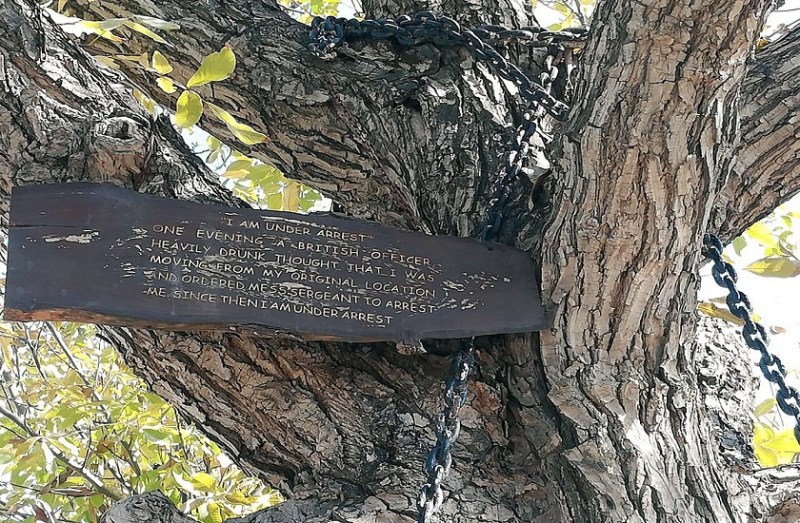 "I AM UNDER ARREST"
ONE EVENING A BRITISH OFFICER,
HEAVILY DRUNK THOUGHT THAT I WAS
MOVING FROM MY ORIGINAL LOCATION
AND ORDERED MESS SERGEANT TO ARREST
ME. SINCE THEN I AM UNDER ARREST